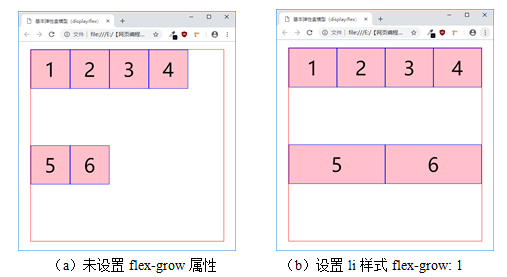 基本弹性盒模型（display:flex）
文件 file:///E:/【网页编程...
1 2 3 4
5 6
（a）未设置 flex-grow 属性
基本弹性盒模型（display:flex）
文件 file:///E:/【网页编程...
1 2 3 4
5 6
（b）设置 li 样式 flex-grow: 1